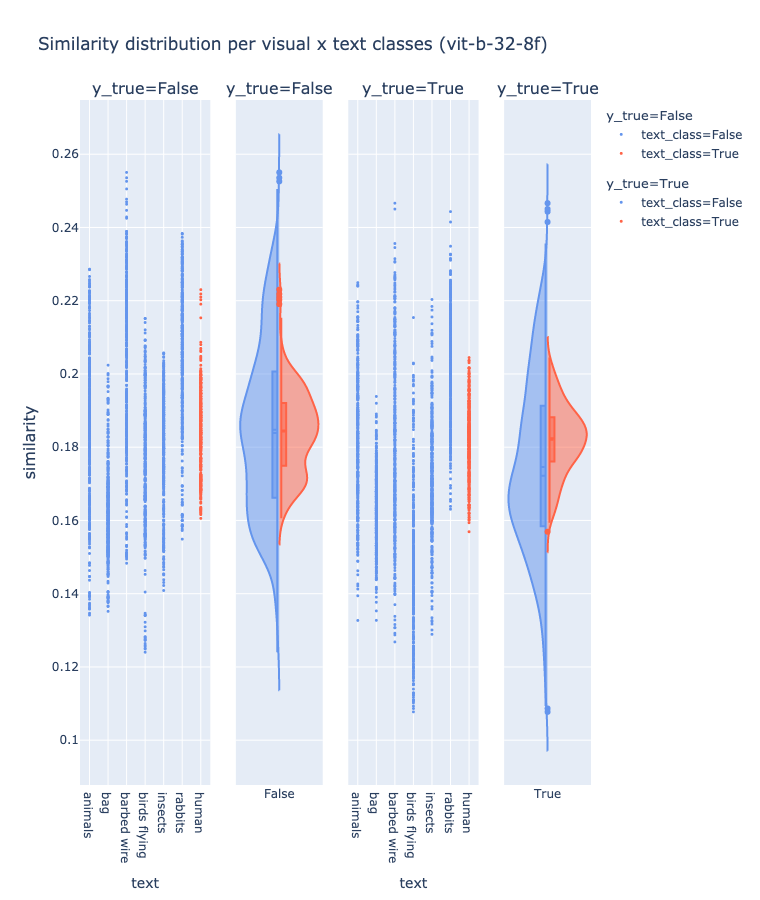 Similarity distribution per visual x text classes (vit-b-32-8f)
y_true=False
y_true=False
y_true=True
y_true=True
y_true=False
text_class=False
text_class=True
y_true=True
text_class=False
text_class=True
similarity
0.26
0.24
0.22
0.2
0.18
0.16
0.14
0.12
0.1
animals
bag
barbed wire
birds flying
insects
rabbits
human
text
False
animals
bag
barbed wire
birds flying
insects
rabbits
human
text
True